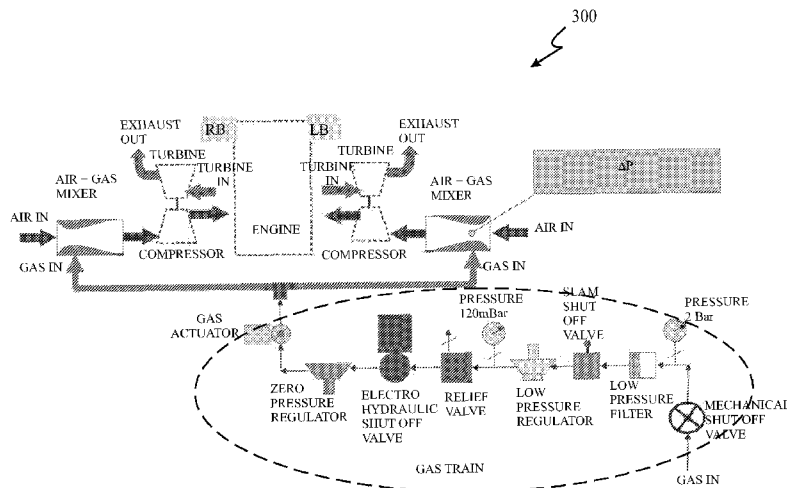 300
EXHAUST
OUT
RB
LB
EXHAUST
OUT
TURBINE
TURBINE
IN
TURBINE
TURBINE
IN
ΔP
AIR – GAS
MIXER
AIR – GAS
MIXER
AIR IN
ENGINE
AIR IN
GAS IN
COMPRESSOR
COMPRESSOR
GAS IN
GAS
ACTUATOR
PRESSURE
120mBar
SLAM
SHUT
OFF
VALVE
PRESSURE
2 Bar
ZERO
PRESSURE
REGULATOR
ELECTRO
HYDRAULIC
SHUT OFF
VALVE
RELIEF
VALVE
LOW
PRESSURE
REGULATOR
LOW
PRESSURE
FILTER
MECHANICAL
SHUT OFF
VALVE
GAS TRAIN
GAS IN